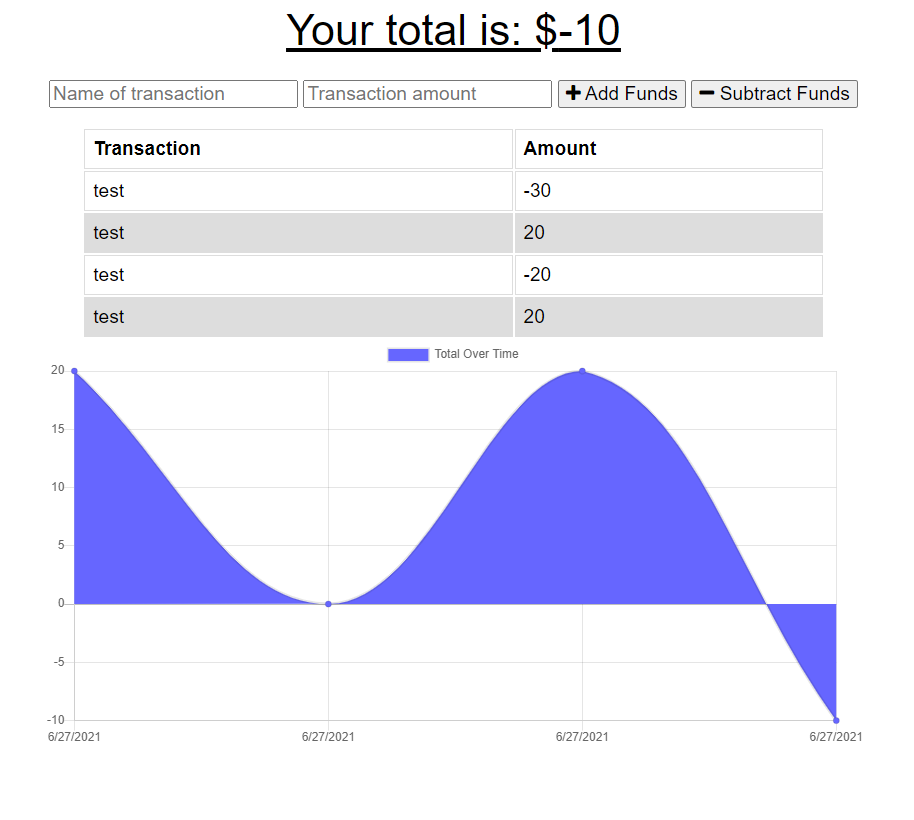 Your total is: $-10
Name of transaction Transaction amount Add Funds Subtract Funds
Transaction Amount
test -30
test 20
test -20
test 20
Total Over Time
20
15
10
5
0
-5
-10
6/27/2021 6/27/2021 6/27/2021 6/27/2021